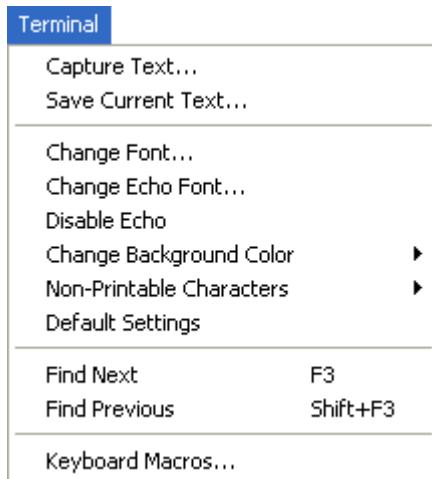 Terminal
Capture Text...
Save Current Text...
Change Font...
Change Echo Font...
Disable Echo
Change Background Color
Non-Printable Characters
Default Settings
Find Next F3
Find Previous Shift+F3
Keyboard Macros...